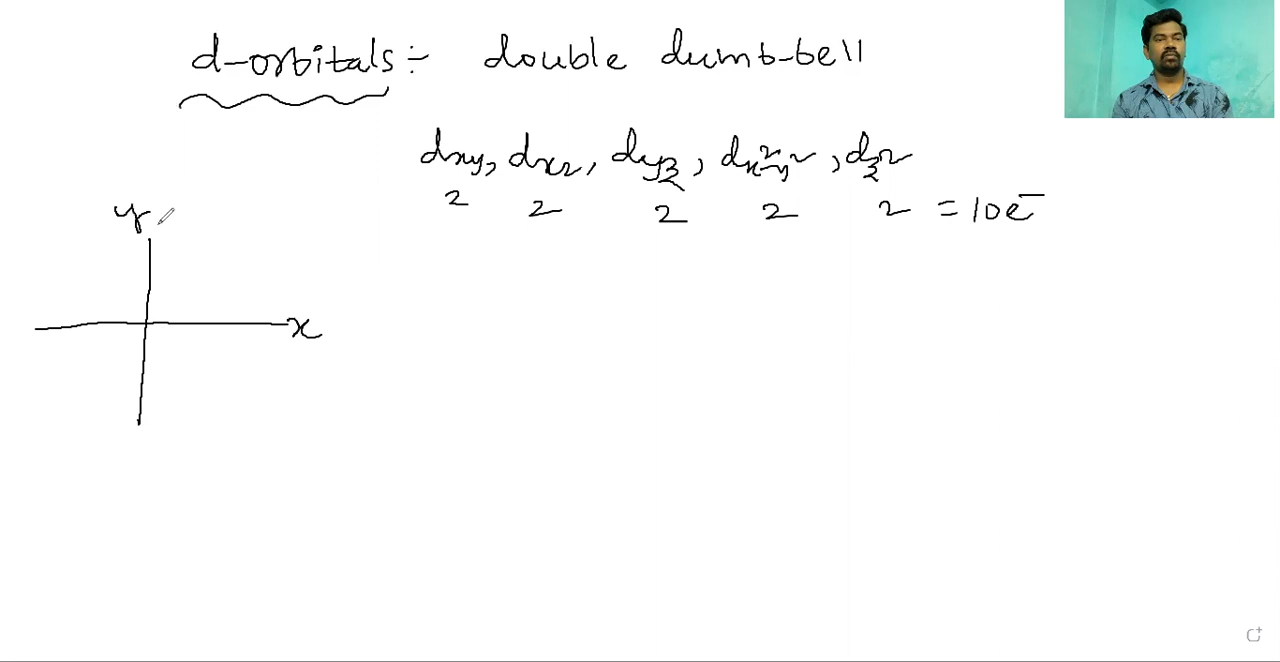 d-orbitals :- double dumb-bell
dxy, dxz, dyz, dx²-y², dz²
2 2 2 2 2 = 10e⁻
y
x